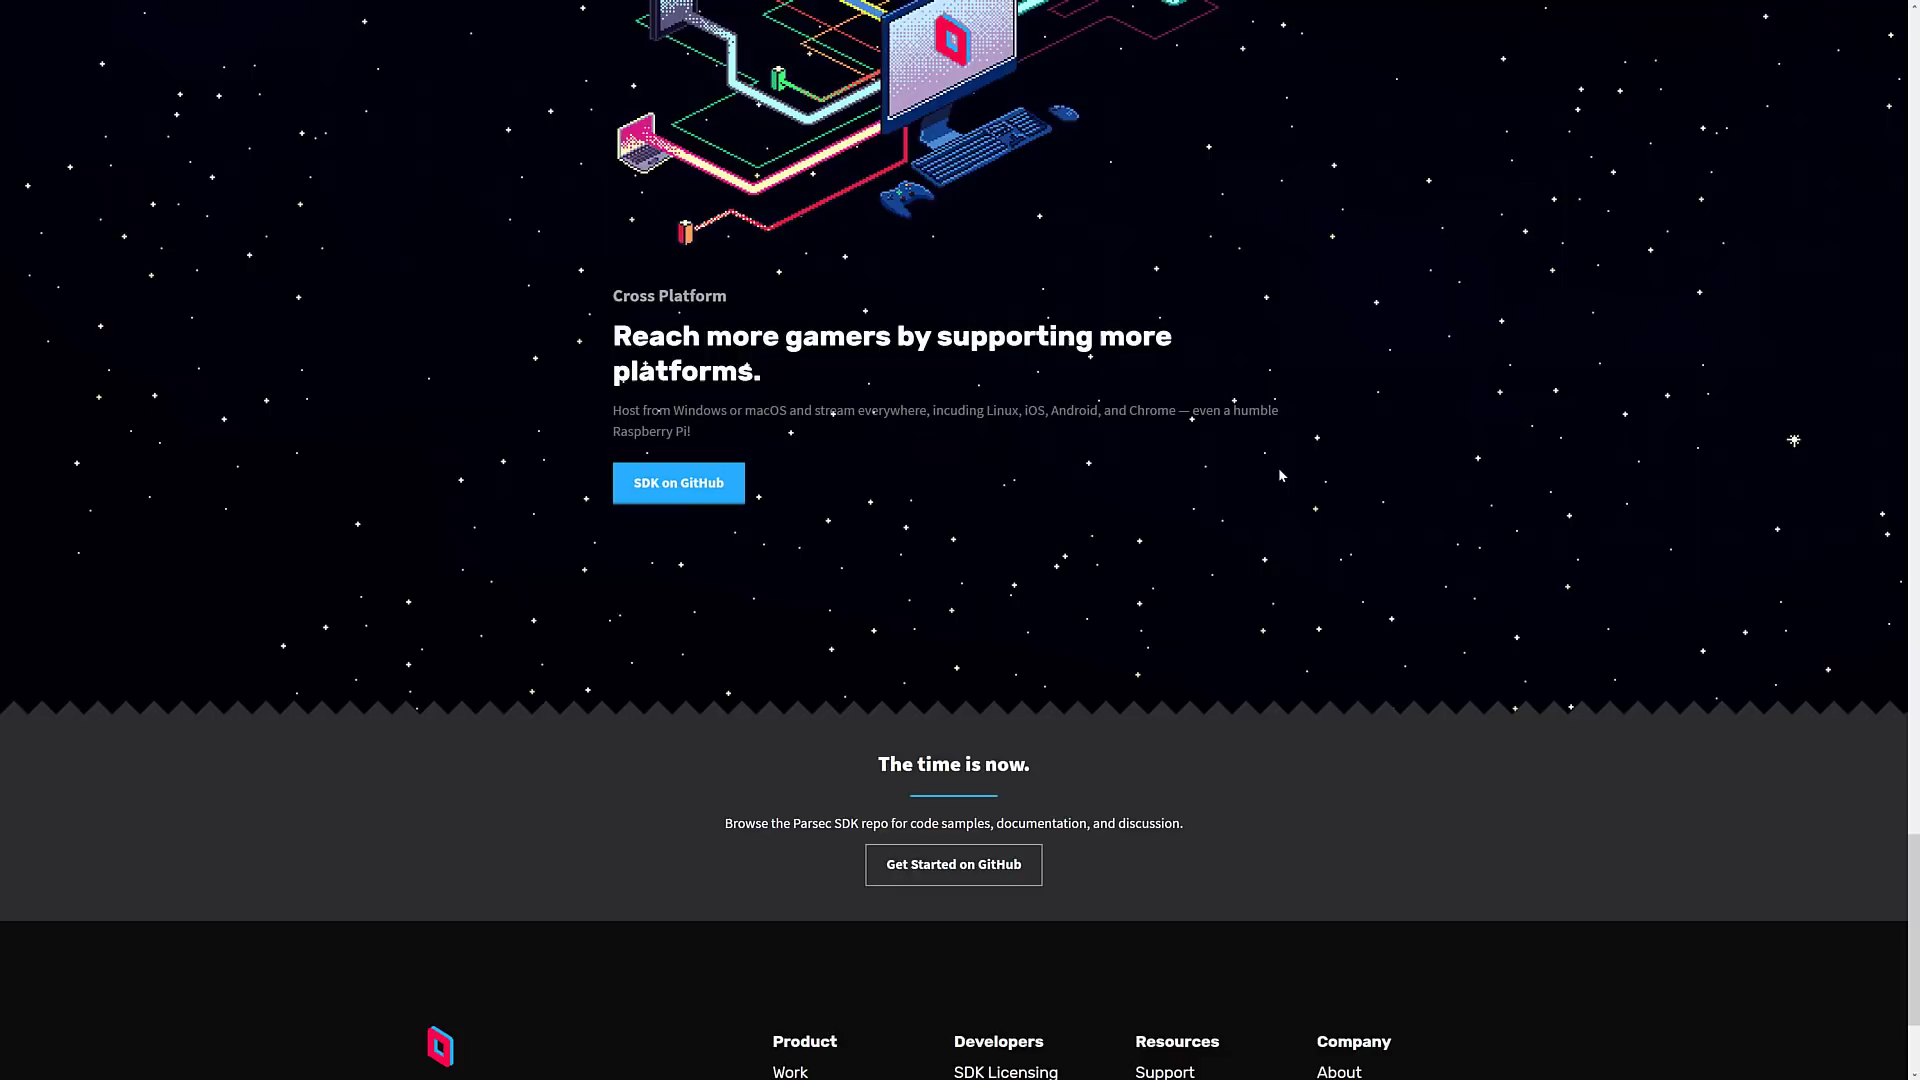 Cross Platform
Reach more gamers by supporting more
platforms.
Host from Windows or macOS and stream everywhere, incuding Linux, iOS, Android, and Chrome — even a humble
Raspberry Pi!
SDK on GitHub
The time is now.
Browse the Parsec SDK repo for code samples, documentation, and discussion.
Get Started on GitHub
Product
Developers
Resources
Company
Work
SDK Licensing
Support
About